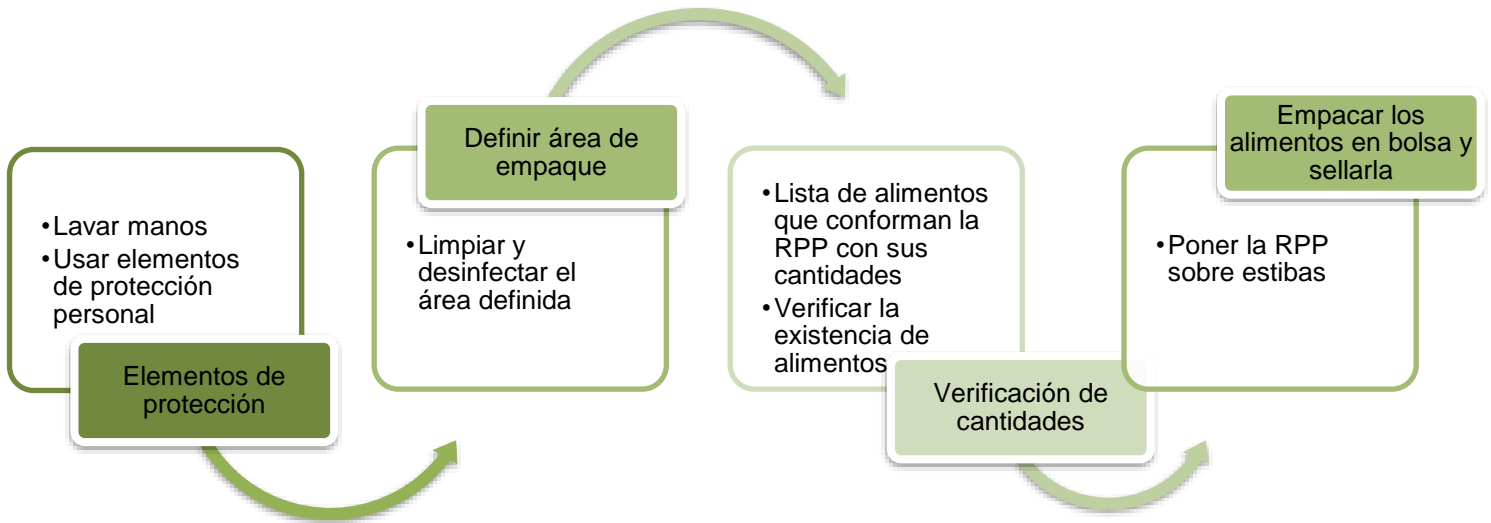 •Lavar manos
•Usar elementos
de protección
personal
Elementos de
protección
Definir área de
empaque
•Limpiar y
desinfectar el
área definida
•Lista de alimentos
que conforman la
RPP con sus
cantidades
•Verificar la
existencia de
alimentos
Verificación de
cantidades
Empacar los
alimentos en bolsa y
sellarla
•Poner la RPP
sobre estibas